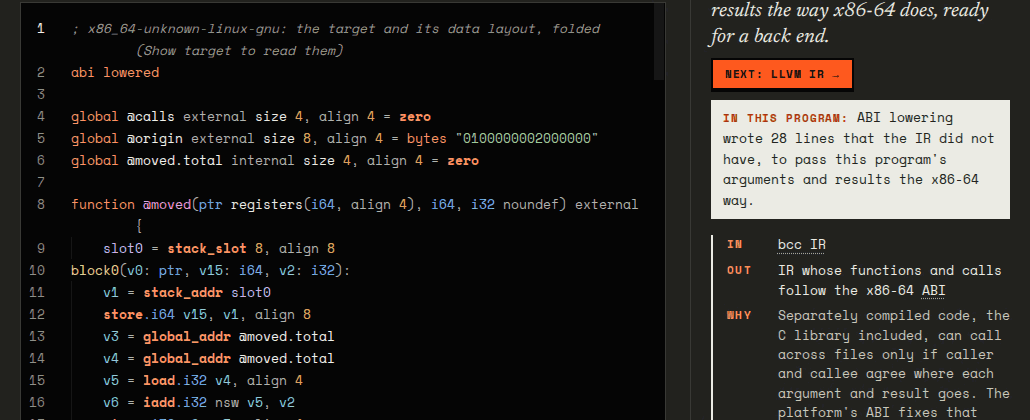 1 ; x86_64-unknown-linux-gnu: the target and its data layout, folded
(Show target to read them)
2 abi lowered
3
4 global @calls external size 4, align 4 = zero
5 global @origin external size 8, align 4 = bytes "0100000002000000"
6 global @moved.total internal size 4, align 4 = zero
7
8 function @moved(ptr registers(i64, align 4), i64, i32 noundef) external
{
9 slot0 = stack_slot 8, align 8
10 block0(v0: ptr, v15: i64, v2: i32):
11 v1 = stack_addr slot0
12 store.i64 v15, v1, align 8
13 v3 = global_addr @moved.total
14 v4 = global_addr @moved.total
15 v5 = load.i32 v4, align 4
16 v6 = iadd.i32 nsw v5, v2
results the way x86-64 does, ready
for a back end.
NEXT: LLVM IR →
IN THIS PROGRAM: ABI lowering
wrote 28 lines that the IR did not
have, to pass this program's
arguments and results the x86-64
way.
IN bcc IR
OUT IR whose functions and calls
follow the x86-64 ABI
WHY Separately compiled code, the
C library included, can call
across files only if caller
and callee agree where each
argument and result goes. The
platform's ABI fixes that